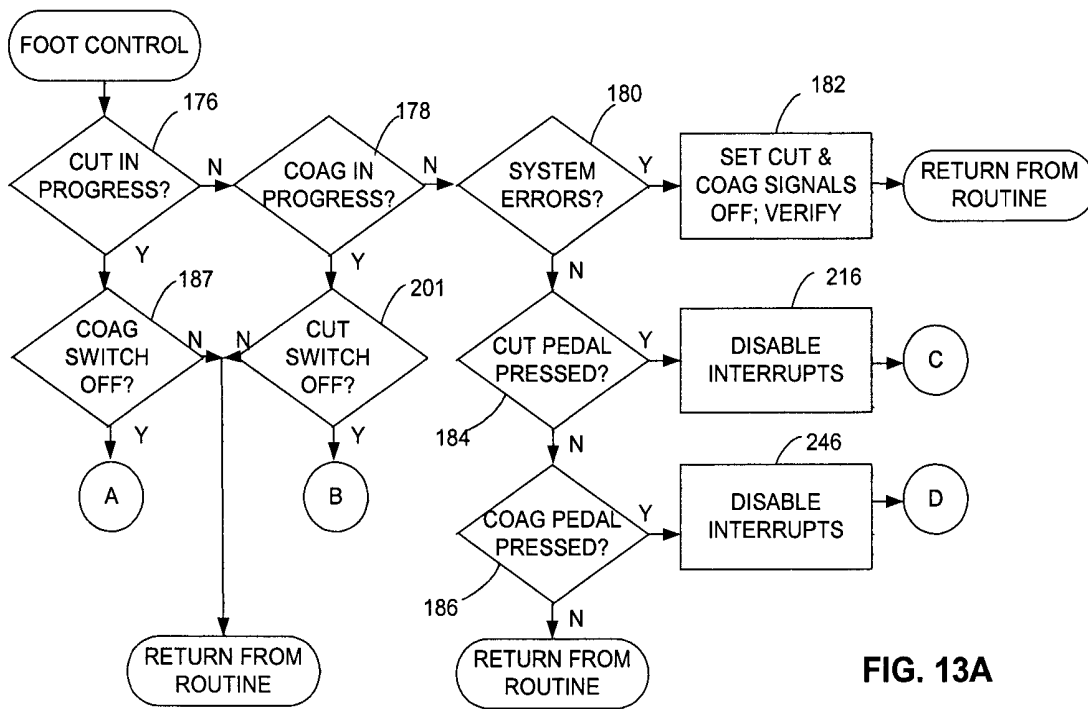 FOOT CONTROL
176
178
180
182
CUT IN
PROGRESS?
N
COAG IN
PROGRESS?
N
SYSTEM
ERRORS?
Y
SET CUT &
COAG SIGNALS
OFF; VERIFY
RETURN FROM
ROUTINE
Y
Y
N
187
201
216
COAG
SWITCH
OFF?
N
N
CUT
SWITCH
OFF?
CUT PEDAL
PRESSED?
Y
DISABLE
INTERRUPTS
C
184
Y
Y
N
246
A
B
COAG PEDAL
PRESSED?
Y
DISABLE
INTERRUPTS
D
186
N
RETURN FROM
ROUTINE
RETURN FROM
ROUTINE
FIG. 13A